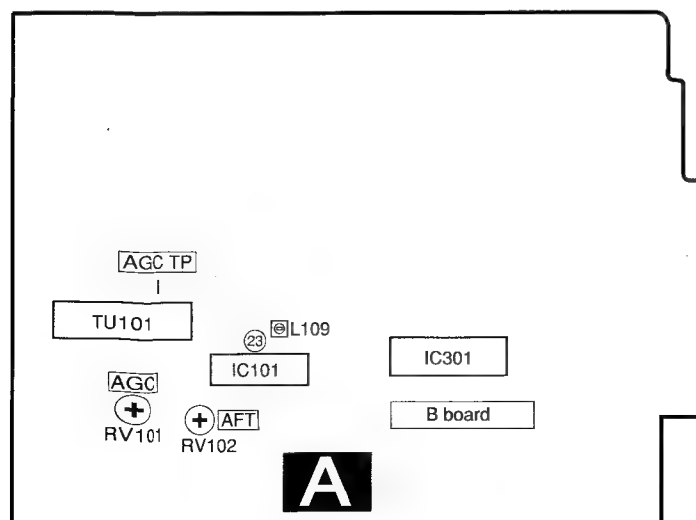 AGC TP
TU101
23
L109
IC101
IC301
AGC
RV101
AFT
RV102
B board
A